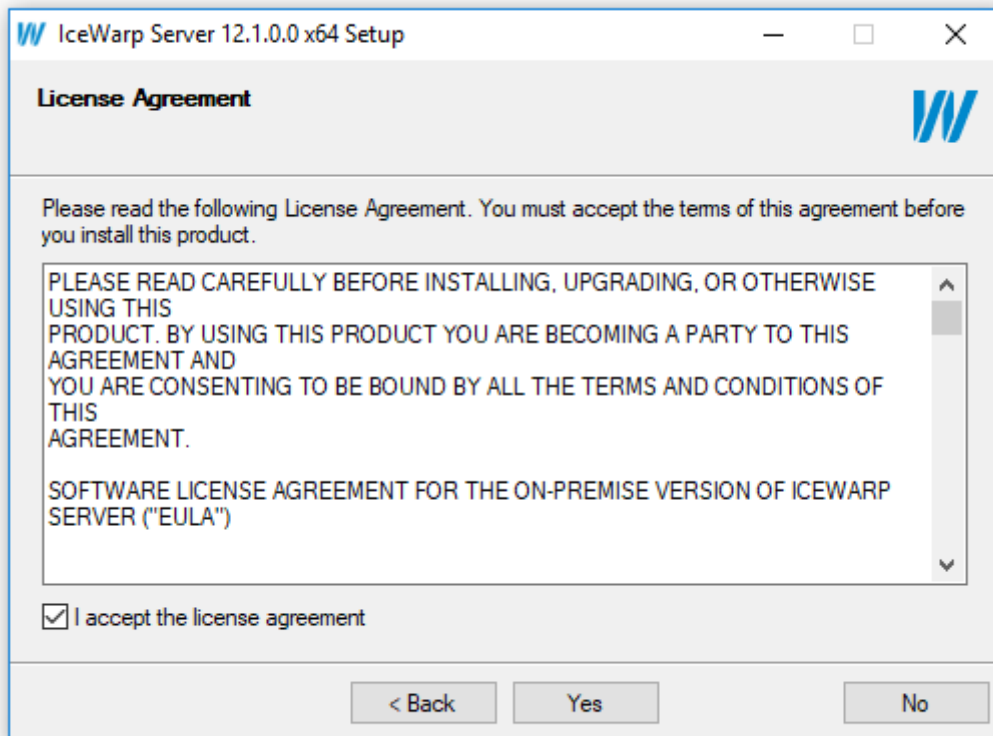 IceWarp Server 12.1.0.0 x64 Setup
License Agreement
Please read the following License Agreement. You must accept the terms of this agreement before
you install this product.
PLEASE READ CAREFULLY BEFORE INSTALLING, UPGRADING, OR OTHERWISE
USING THIS
PRODUCT. BY USING THIS PRODUCT YOU ARE BECOMING A PARTY TO THIS
AGREEMENT AND
YOU ARE CONSENTING TO BE BOUND BY ALL THE TERMS AND CONDITIONS OF
THIS
AGREEMENT.
SOFTWARE LICENSE AGREEMENT FOR THE ON-PREMISE VERSION OF ICEWARP
SERVER ("EULA")
I accept the license agreement
< Back Yes No